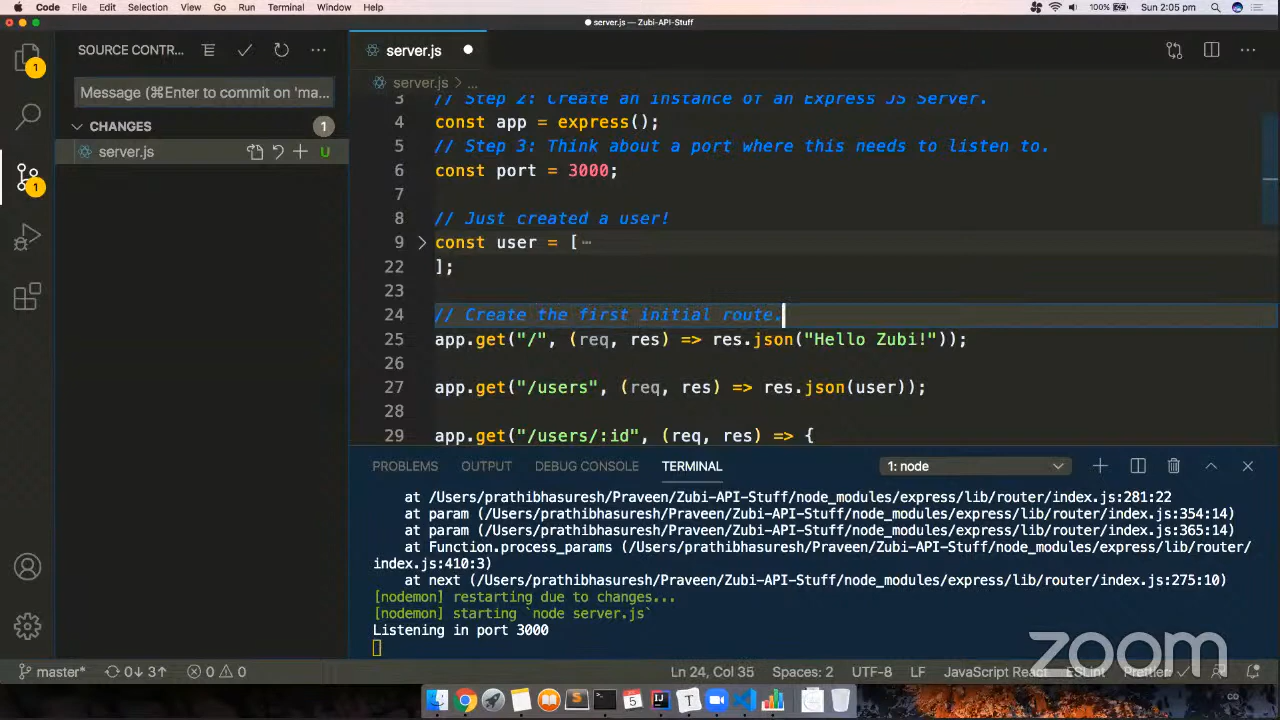 Code File Edit Selection View Go Run Terminal Window Help 100% Sun 2:05 pm
server.js — Zubi-API-Stuff
SOURCE CONTR...
server.js
1
Message (⌘Enter to commit on 'ma...
server.js > ...
CHANGES
1
server.js U
1
3 // Step 2: Create an instance of an Express JS Server.
4 const app = express();
5 // Step 3: Think about a port where this needs to listen to.
6 const port = 3000;
7
8 // Just created a user!
9 const user = [ ⋯
22 ];
23
24 // Create the first initial route.
25 app.get("/", (req, res) => res.json("Hello Zubi!"));
26
27 app.get("/users", (req, res) => res.json(user));
28
29 app.get("/users/:id", (req, res) => {
PROBLEMS OUTPUT DEBUG CONSOLE TERMINAL 1: node
at /Users/prathibhasuresh/Praveen/Zubi-API-Stuff/node_modules/express/lib/router/index.js:281:22
at param (/Users/prathibhasuresh/Praveen/Zubi-API-Stuff/node_modules/express/lib/router/index.js:354:14)
at param (/Users/prathibhasuresh/Praveen/Zubi-API-Stuff/node_modules/express/lib/router/index.js:365:14)
at Function.process_params (/Users/prathibhasuresh/Praveen/Zubi-API-Stuff/node_modules/express/lib/router/
index.js:410:3)
at next (/Users/prathibhasuresh/Praveen/Zubi-API-Stuff/node_modules/express/lib/router/index.js:275:10)
[nodemon] restarting due to changes...
[nodemon] starting `node server.js`
Listening in port 3000
zoom
master* 0↓ 3↑ 0 0 Ln 24, Col 35 Spaces: 2 UTF-8 LF JavaScript React ESLint Prettier: ✓
5